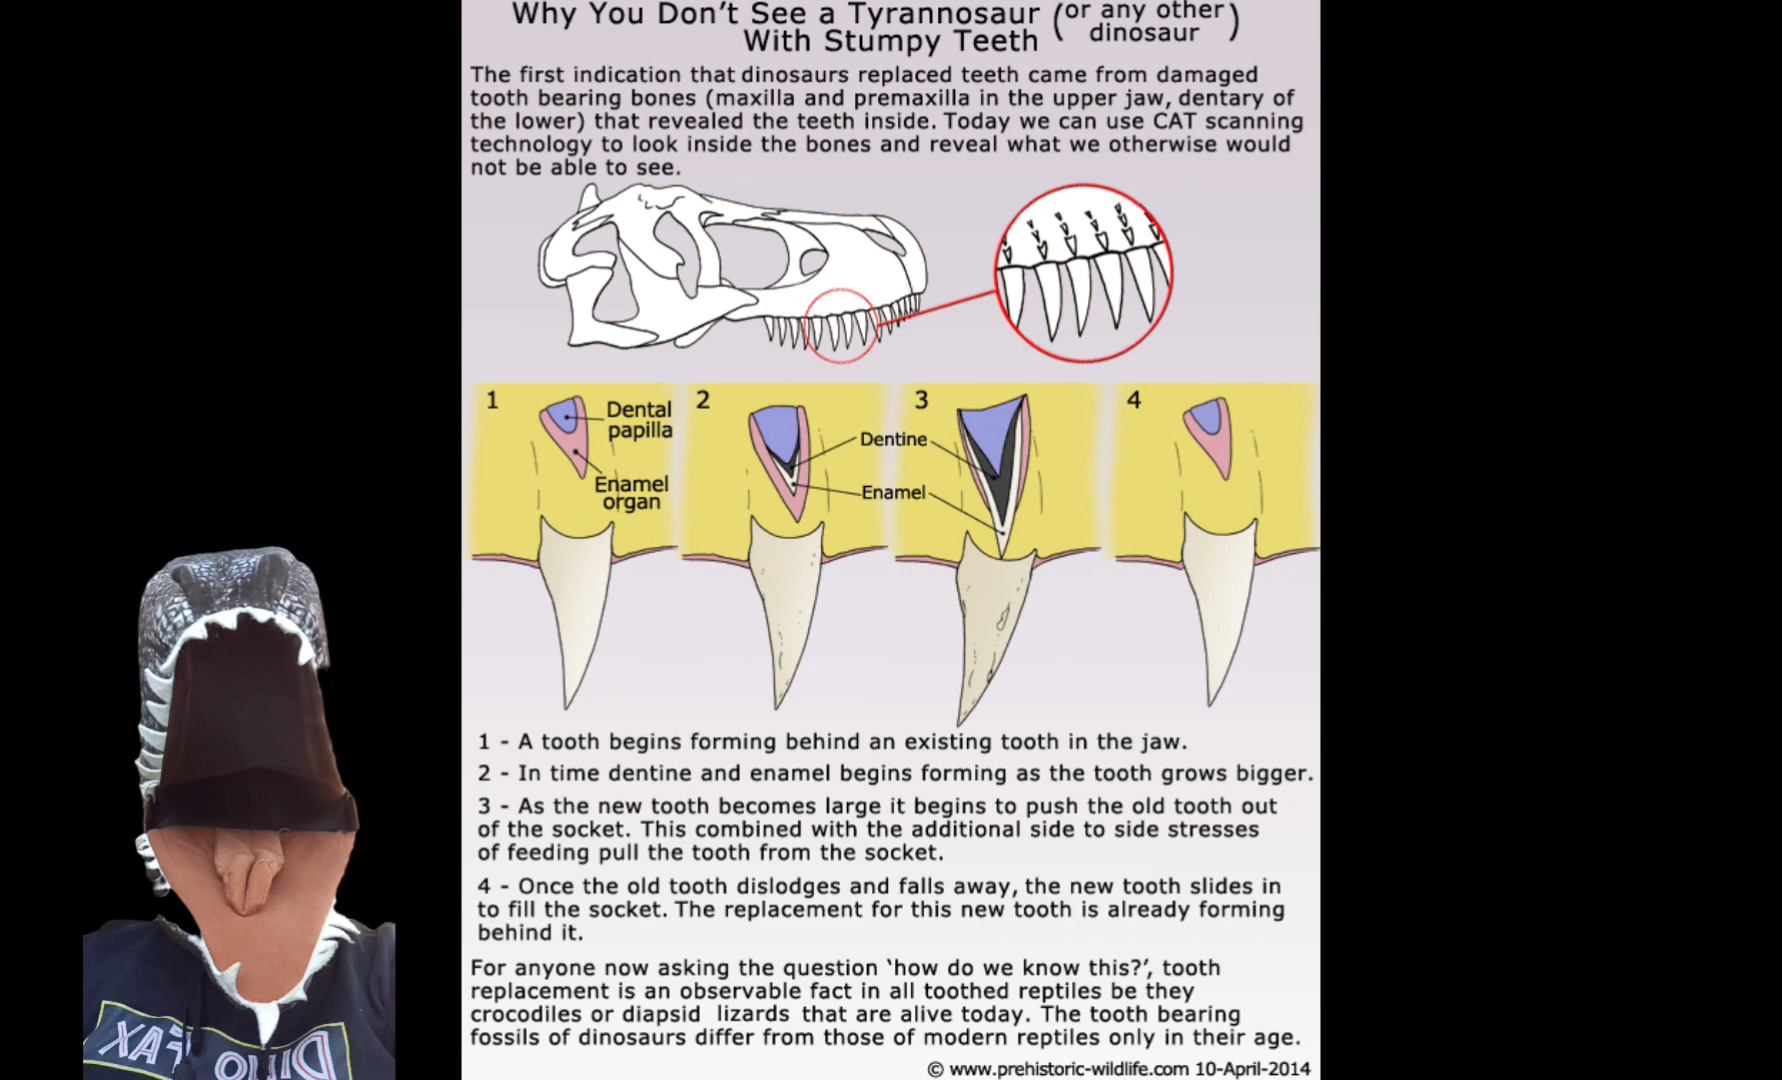 Why You Don't See a Tyrannosaur (or any other dinosaur)
With Stumpy Teeth
The first indication that dinosaurs replaced teeth came from damaged
tooth bearing bones (maxilla and premaxilla in the upper jaw, dentary of
the lower) that revealed the teeth inside. Today we can use CAT scanning
technology to look inside the bones and reveal what we otherwise would
not be able to see.
1
Dental
papilla
Enamel
organ
2
Dentine
Enamel
3
4
1 - A tooth begins forming behind an existing tooth in the jaw.
2 - In time dentine and enamel begins forming as the tooth grows bigger.
3 - As the new tooth becomes large it begins to push the old tooth out
of the socket. This combined with the additional side to side stresses
of feeding pull the tooth from the socket.
4 - Once the old tooth dislodges and falls away, the new tooth slides in
to fill the socket. The replacement for this new tooth is already forming
behind it.
For anyone now asking the question ‘how do we know this?’, tooth
replacement is an observable fact in all toothed reptiles be they
crocodiles or diapsid lizards that are alive today. The tooth bearing
fossils of dinosaurs differ from those of modern reptiles only in their age.
© www.prehistoric-wildlife.com 10-April-2014
FAX
DINO